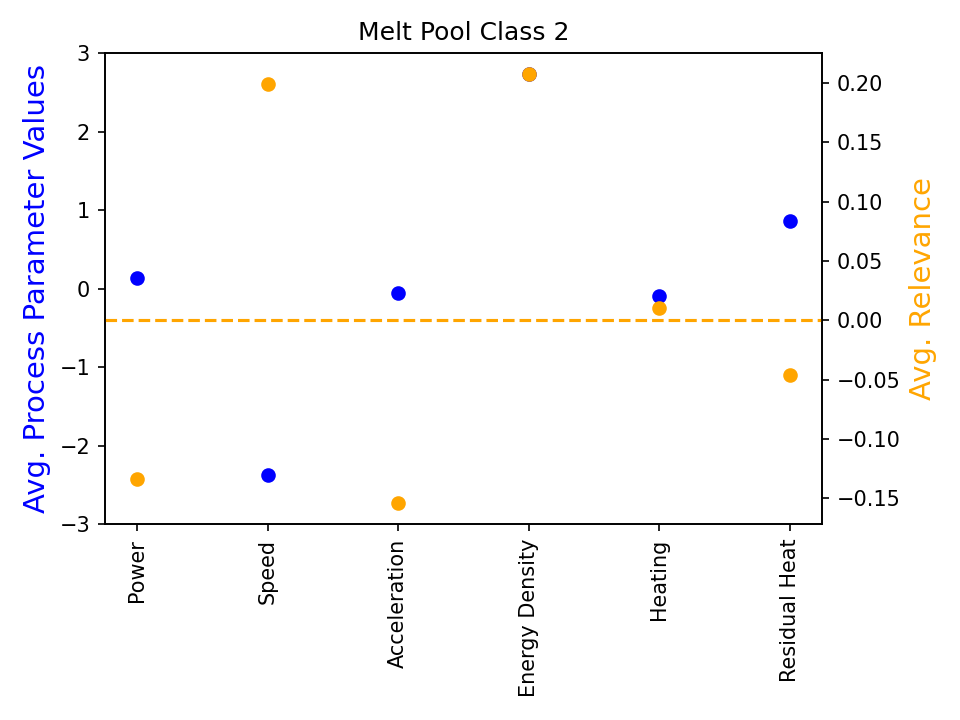 Melt Pool Class 2
Avg. Process Parameter Values
3
2
1
0
−1
−2
−3
0.20
0.15
0.10
0.05
0.00
−0.05
−0.10
−0.15
Avg. Relevance
Power
Speed
Acceleration
Energy Density
Heating
Residual Heat